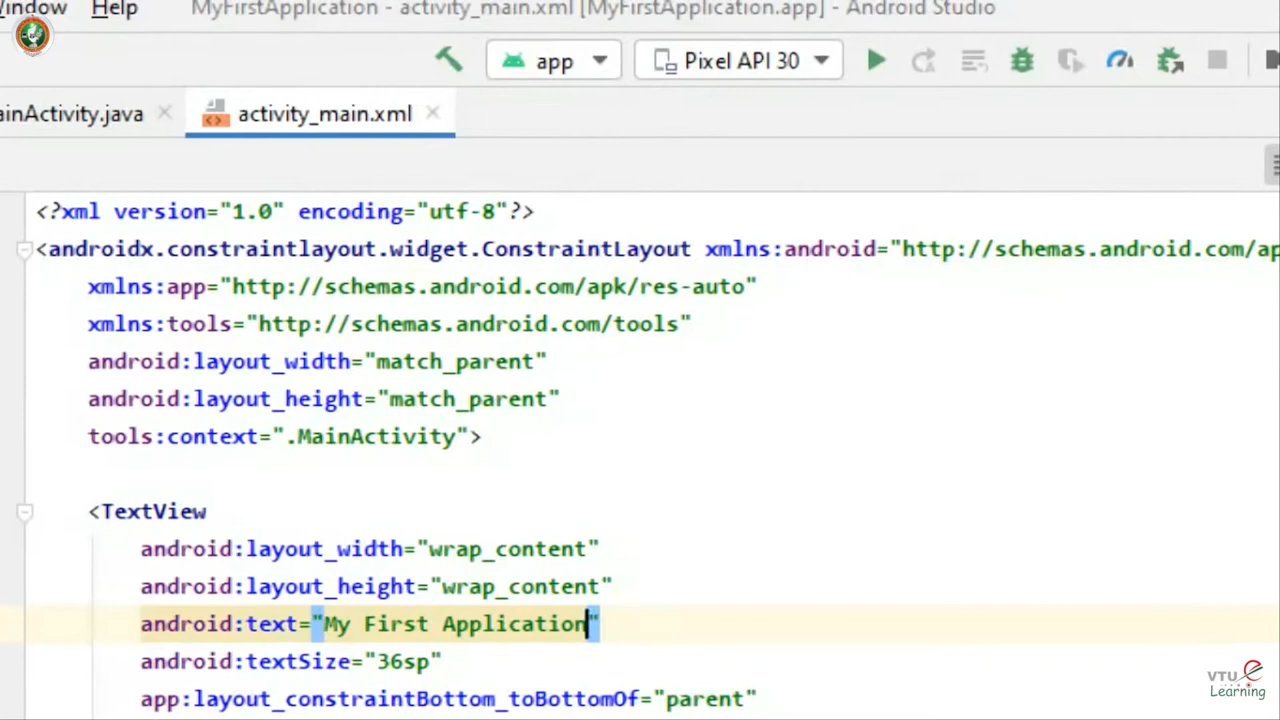 indow Help MyFirstApplication - activity_main.xml [MyFirstApplication.app] - Android Studio
app Pixel API 30
ainActivity.java activity_main.xml
<?xml version="1.0" encoding="utf-8"?>
<androidx.constraintlayout.widget.ConstraintLayout xmlns:android="http://schemas.android.com/ap
xmlns:app="http://schemas.android.com/apk/res-auto"
xmlns:tools="http://schemas.android.com/tools"
android:layout_width="match_parent"
android:layout_height="match_parent"
tools:context=".MainActivity">
<TextView
android:layout_width="wrap_content"
android:layout_height="wrap_content"
android:text="My First Application"
android:textSize="36sp"
app:layout_constraintBottom_toBottomOf="parent"
VTU e
Learning